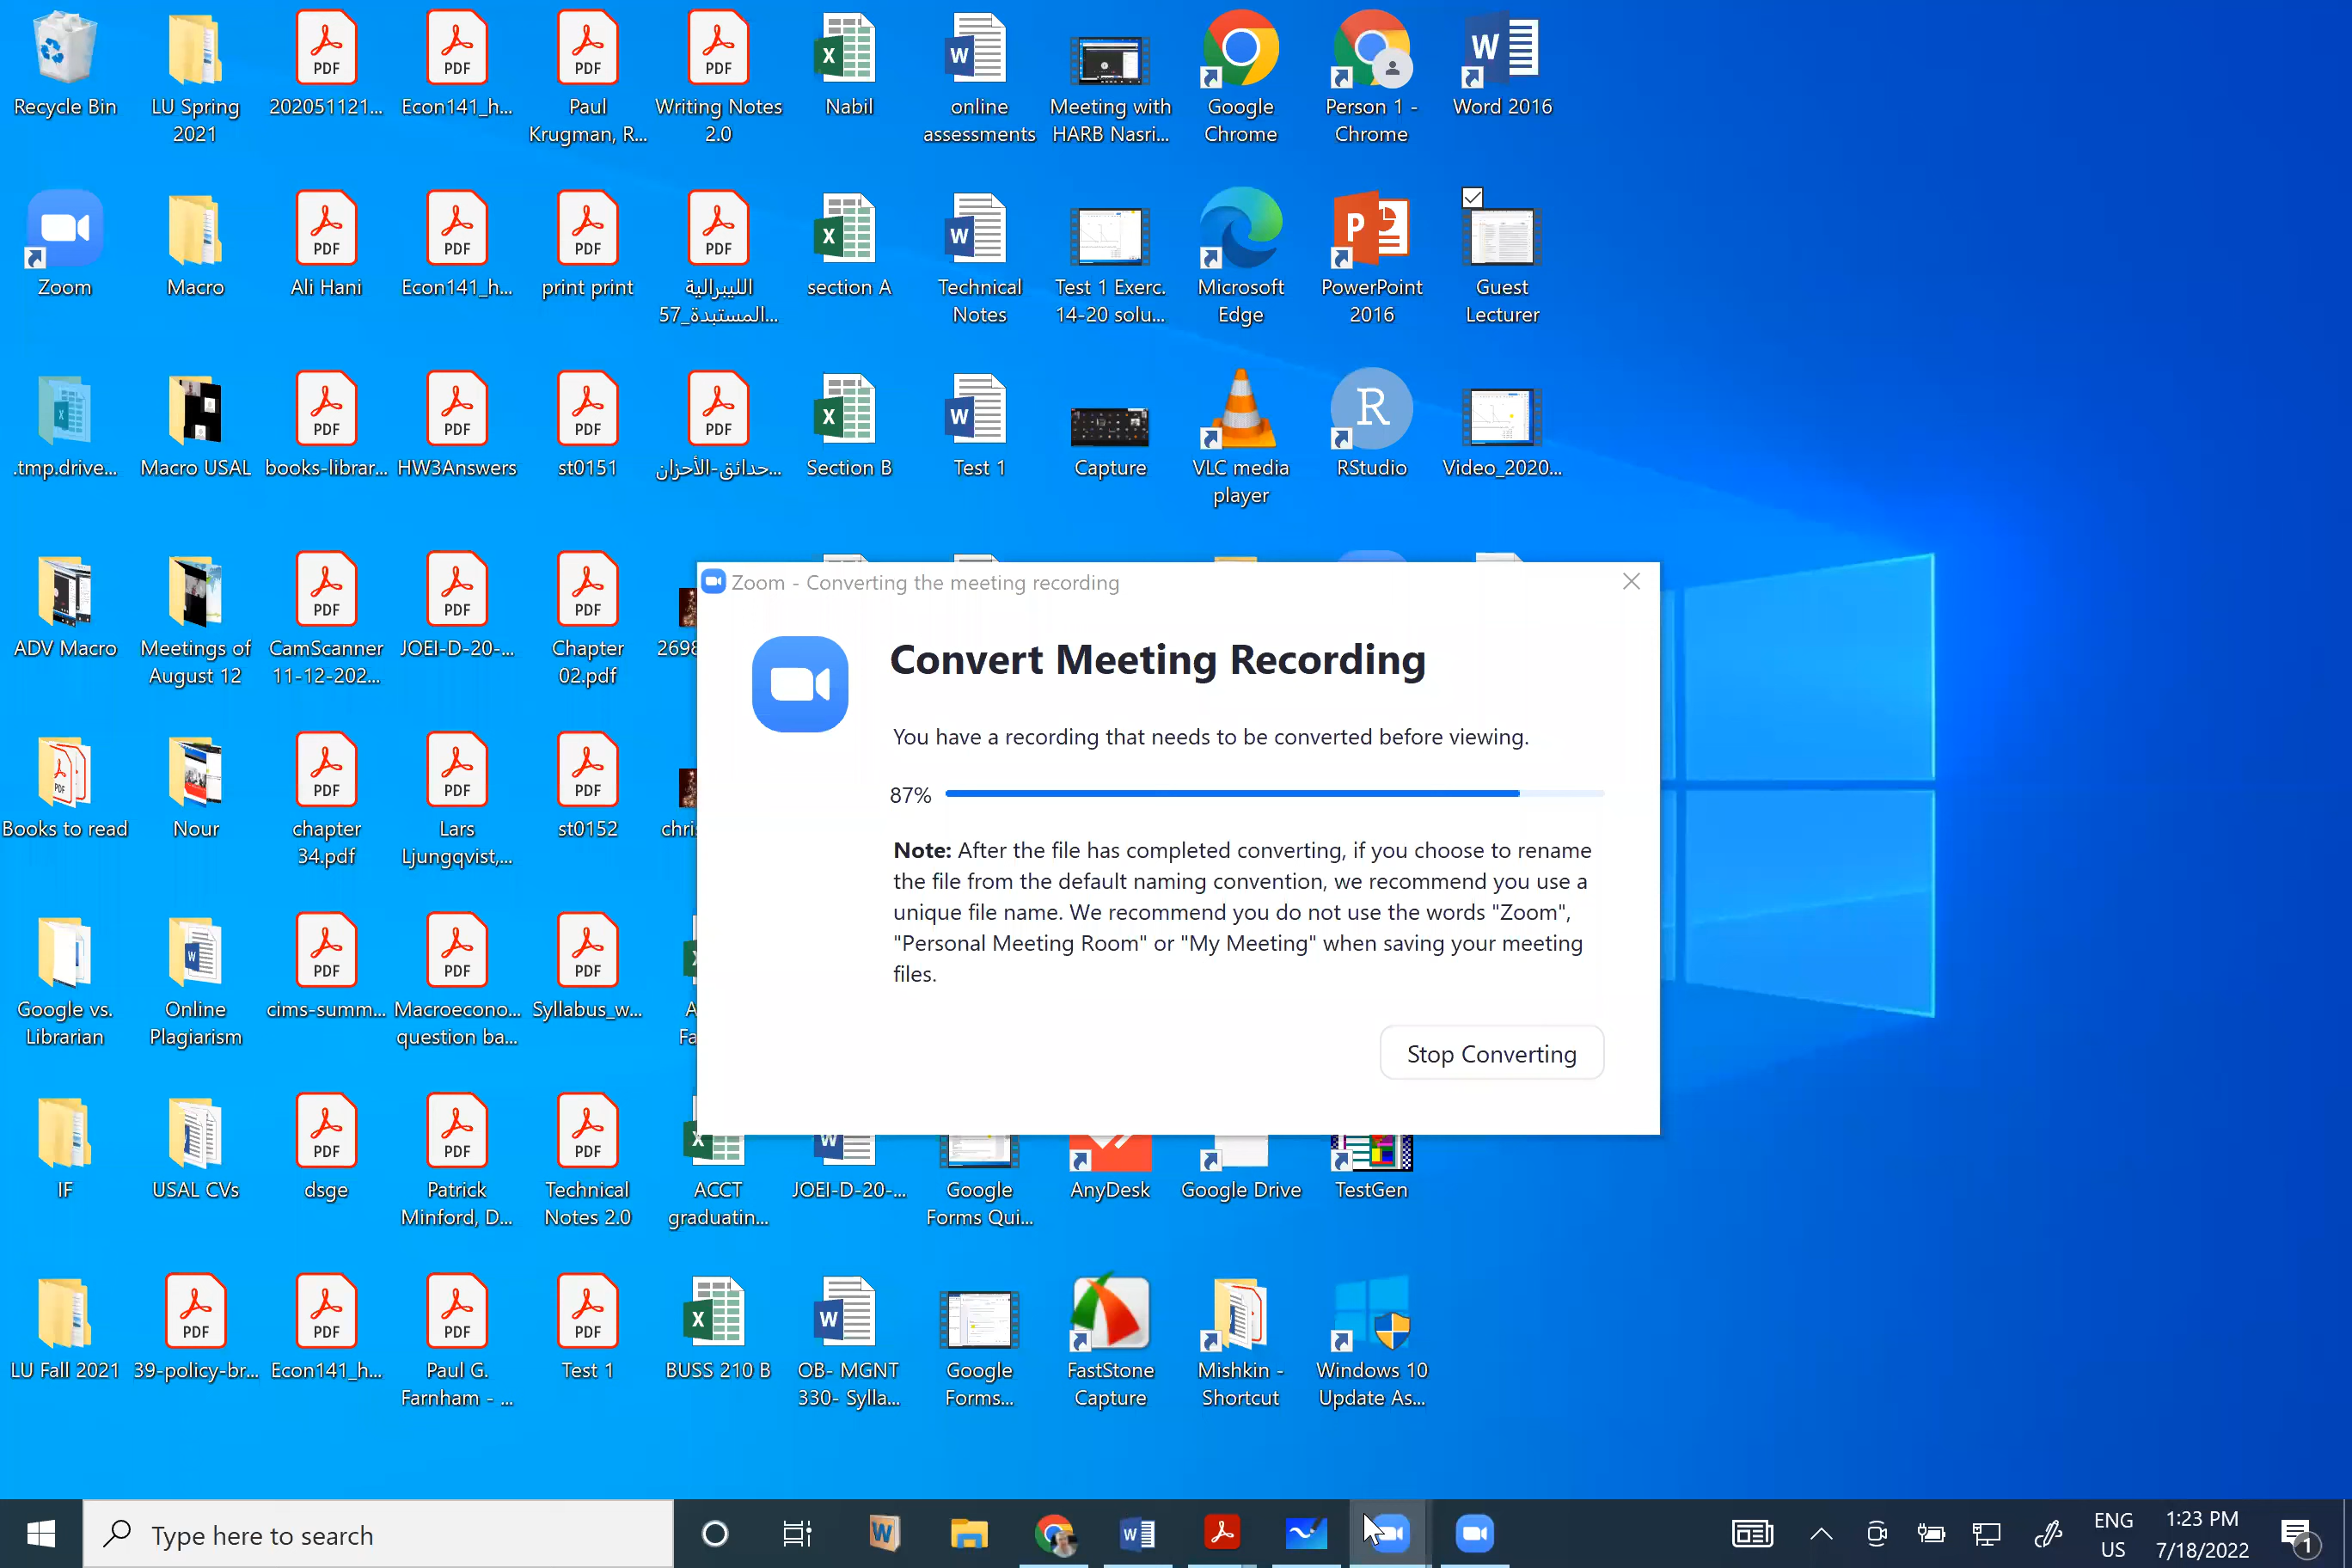 Recycle Bin
LU Spring
2021
202051121...
Econ141_h...
Paul
Krugman, R...
Writing Notes
2.0
Nabil
online
assessments
Meeting with
HARB Nasri...
Google
Chrome
Person 1 -
Chrome
Word 2016
Zoom
Macro
Ali Hani
Econ141_h...
print print
الليبرالية
المستبدة_57...
section A
Technical
Notes
Test 1 Exerc.
14-20 solu...
Microsoft
Edge
PowerPoint
2016
Guest
Lecturer
.tmp.drive...
Macro USAL
books-librar...
HW3Answers
st0151
حدائق-الأحزان...
Section B
Test 1
Capture
VLC media
player
RStudio
Video_2020...
ADV Macro
Meetings of
August 12
CamScanner
11-12-202...
JOEI-D-20-...
Chapter
02.pdf
2698
Zoom - Converting the meeting recording
Convert Meeting Recording
You have a recording that needs to be converted before viewing.
87%
Note: After the file has completed converting, if you choose to rename
the file from the default naming convention, we recommend you use a
unique file name. We recommend you do not use the words "Zoom",
"Personal Meeting Room" or "My Meeting" when saving your meeting
files.
Stop Converting
Books to read
Nour
chapter
34.pdf
Lars
Ljungqvist,...
st0152
chris
Google vs.
Librarian
Online
Plagiarism
cims-summ...
Macroecono...
question ba...
Syllabus_w...
A
Fa
IF
USAL CVs
dsge
Patrick
Minford, D...
Technical
Notes 2.0
ACCT
graduatin...
JOEI-D-20-...
Google
Forms Qui...
AnyDesk
Google Drive
TestGen
LU Fall 2021
39-policy-br...
Econ141_h...
Paul G.
Farnham - ...
Test 1
BUSS 210 B
OB- MGNT
330- Sylla...
Google
Forms...
FastStone
Capture
Mishkin -
Shortcut
Windows 10
Update As...
Type here to search
ENG
US
1:23 PM
7/18/2022
1